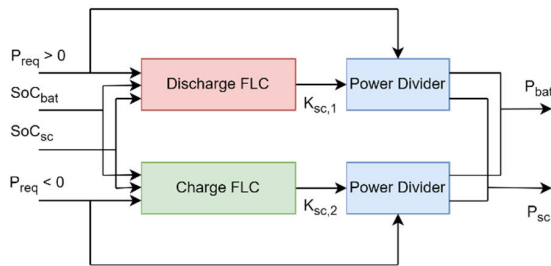 P_req > 0
SoC_bat
SoC_sc
P_req < 0
Discharge FLC
K_sc,1
Power Divider
Charge FLC
K_sc,2
Power Divider
P_bat
P_sc